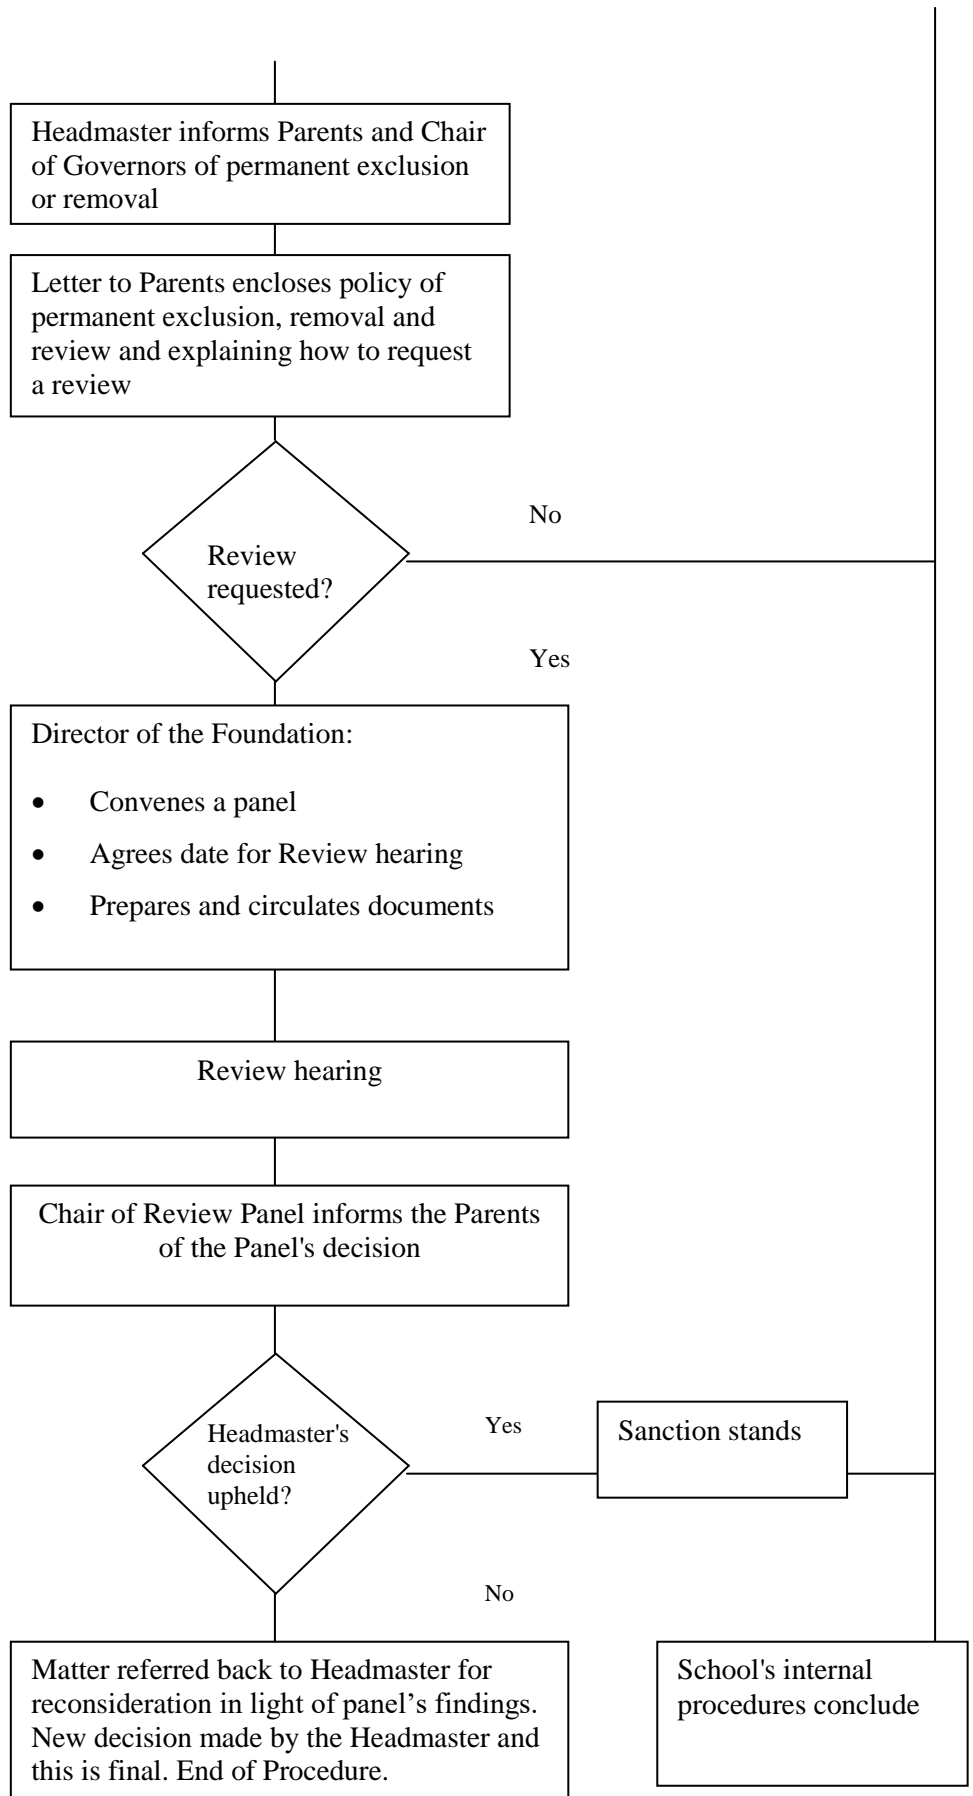 Headmaster informs Parents and Chair
of Governors of permanent exclusion
or removal
Letter to Parents encloses policy of
permanent exclusion, removal and
review and explaining how to request
a review
No
Review
requested?
Yes
Director of the Foundation:
• Convenes a panel
• Agrees date for Review hearing
• Prepares and circulates documents
Review hearing
Chair of Review Panel informs the Parents
of the Panel's decision
Headmaster's
decision
upheld?
Yes
Sanction stands
No
Matter referred back to Headmaster for
reconsideration in light of panel’s findings.
New decision made by the Headmaster and
this is final. End of Procedure.
School's internal
procedures conclude